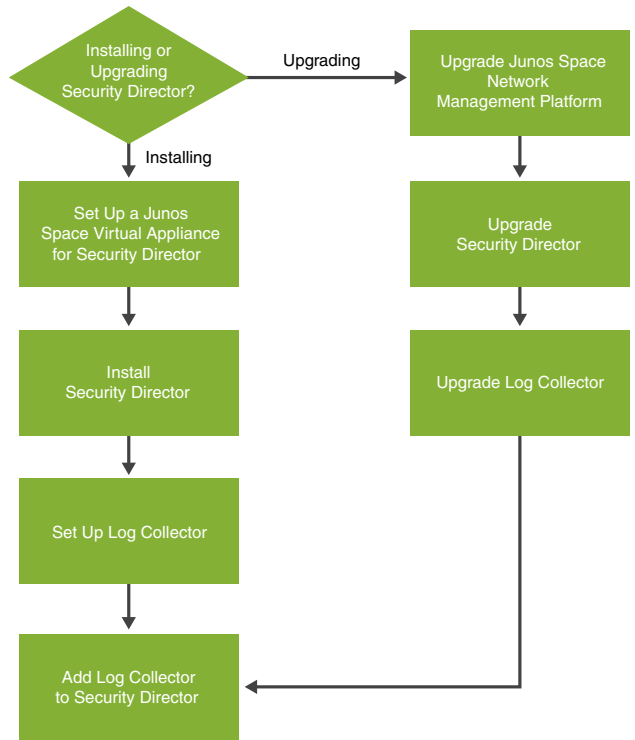 Installing or
Upgrading
Security Director?
Upgrading
Upgrade Junos Space
Network
Management Platform
Installing
Set Up a Junos
Space Virtual Appliance
for Security Director
Upgrade
Security Director
Install
Security Director
Upgrade Log Collector
Set Up Log Collector
Add Log Collector
to Security Director